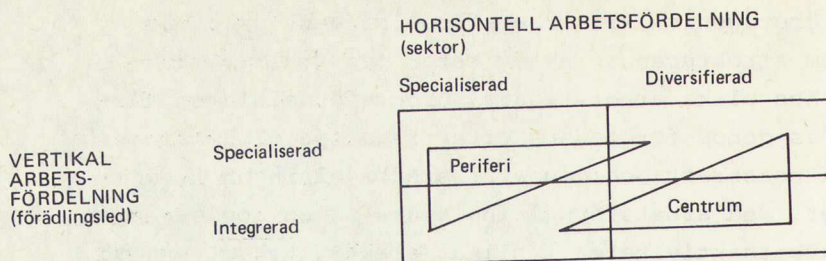 HORISONTELL ARBETSFÖRDELNING
(sektor)
Specialiserad Diversifierad
VERTIKAL
ARBETS-
FÖRDELNING
(förädlingsled)
Specialiserad
Integrerad
Periferi
Centrum